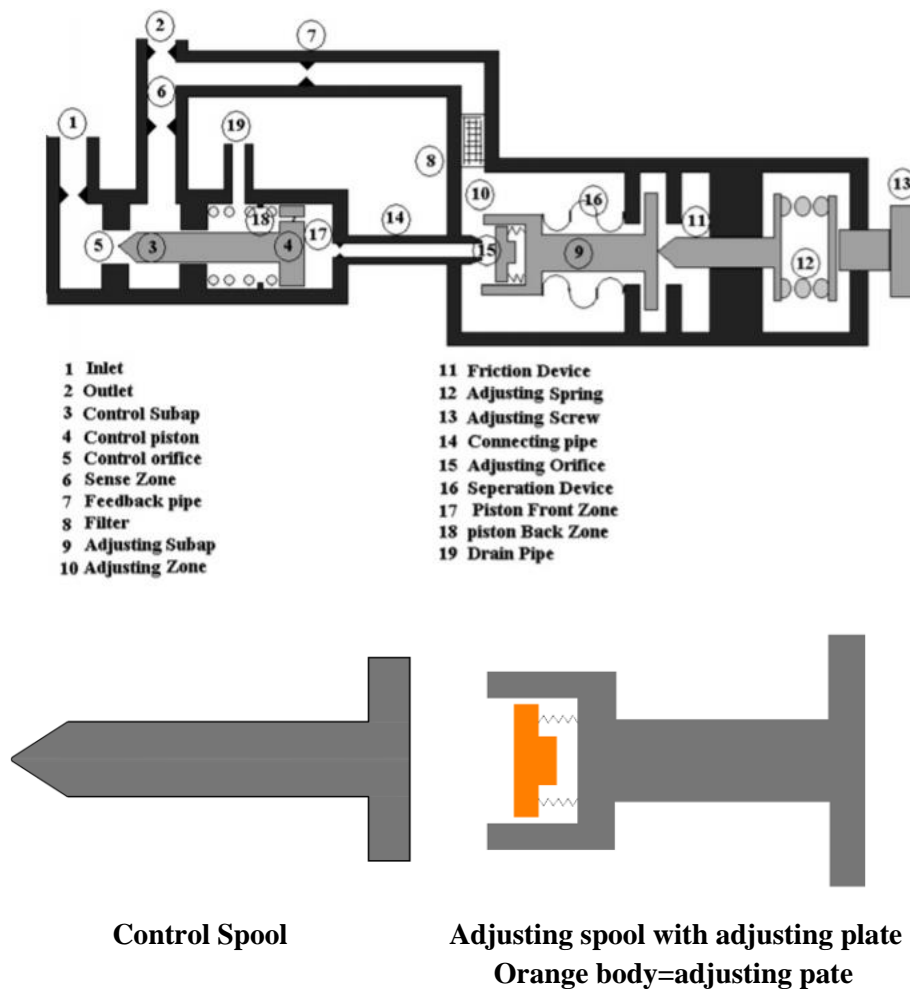 2
7
6
1
19
8
10
16
13
18
17
14
11
5
3
4
15
9
12
1 Inlet
2 Outlet
3 Control Subap
4 Control piston
5 Control orifice
6 Sense Zone
7 Feedback pipe
8 Filter
9 Adjusting Subap
10 Adjusting Zone
11 Friction Device
12 Adjusting Spring
13 Adjusting Screw
14 Connecting pipe
15 Adjusting Orifice
16 Seperation Device
17 Piston Front Zone
18 piston Back Zone
19 Drain Pipe
Control Spool
Adjusting spool with adjusting plate
Orange body=adjusting pate